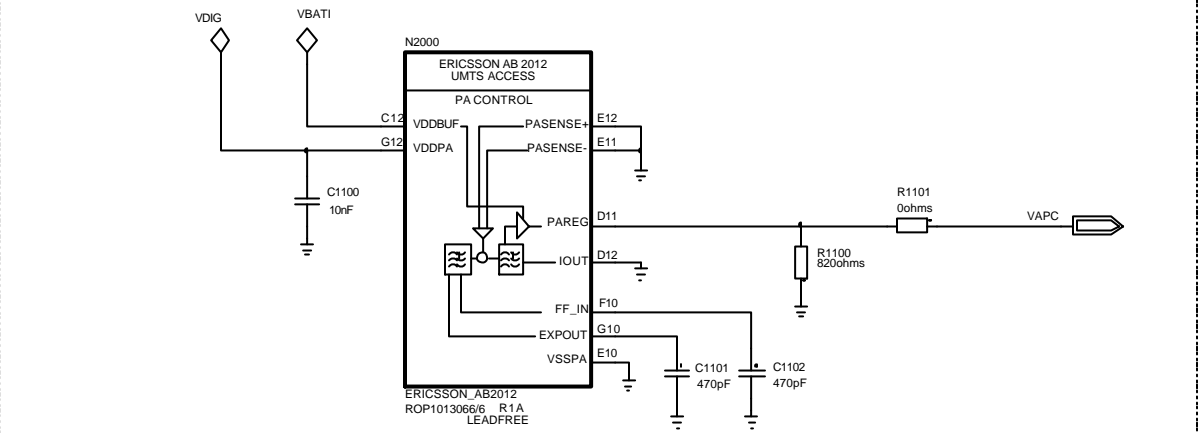 VDIG
VBATI
N2000
ERICSSON AB 2012
UMTS ACCESS
PA CONTROL
C12
VDDBUF
PASENSE+
E12
G12
VDDPA
PASENSE-
E11
C1100
10nF
PAREG
D11
R1101
0ohms
VAPC
R1100
820ohms
IOUT
D12
FF_IN
F10
EXPOUT
G10
VSSPA
E10
C1101
470pF
C1102
470pF
ERICSSON_AB2012
ROP1013066/6 R1A
LEADFREE